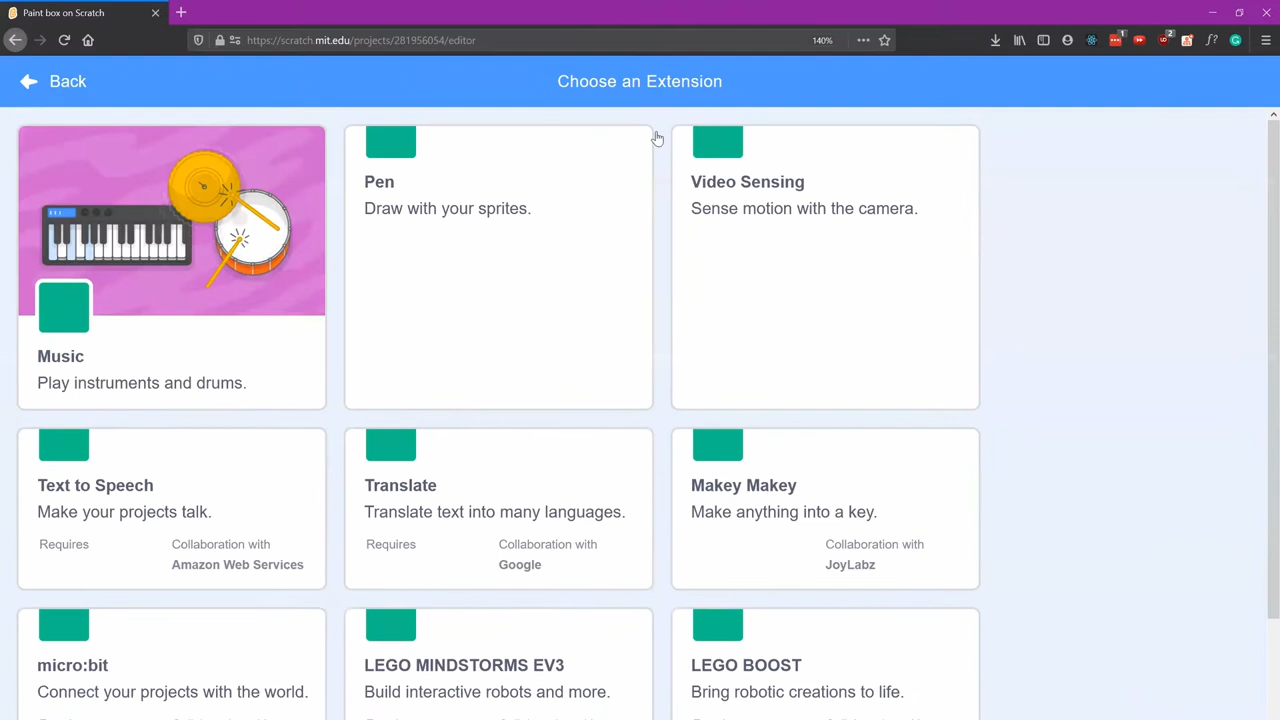 Paint box on Scratch
https://scratch.mit.edu/projects/281956054/editor
140%
1
2
Back
Choose an Extension
Music
Play instruments and drums.
Pen
Draw with your sprites.
Video Sensing
Sense motion with the camera.
Text to Speech
Make your projects talk.
Requires
Collaboration with
Amazon Web Services
Translate
Translate text into many languages.
Requires
Collaboration with
Google
Makey Makey
Make anything into a key.
Collaboration with
JoyLabz
micro:bit
Connect your projects with the world.
LEGO MINDSTORMS EV3
Build interactive robots and more.
LEGO BOOST
Bring robotic creations to life.